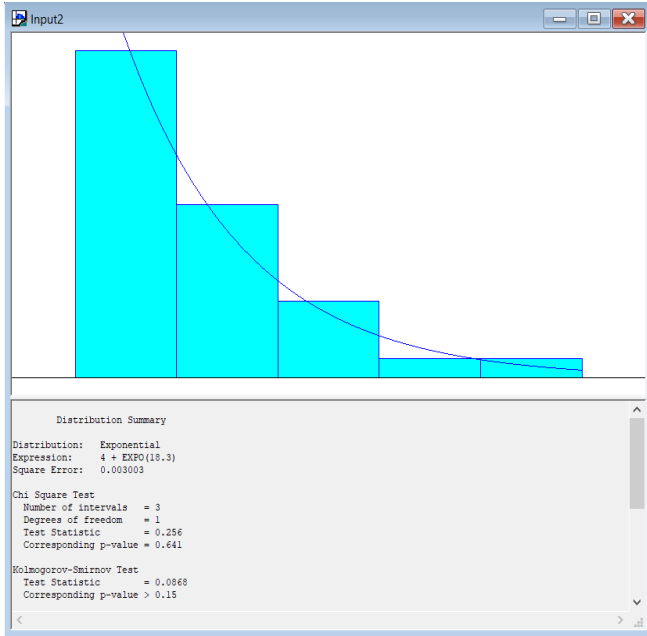 Input2
Distribution Summary
Distribution: Exponential
Expression: 4 + EXPO(18.3)
Square Error: 0.003003
Chi Square Test
Number of intervals = 3
Degrees of freedom = 1
Test Statistic = 0.256
Corresponding p-value = 0.641
Kolmogorov-Smirnov Test
Test Statistic = 0.0868
Corresponding p-value > 0.15